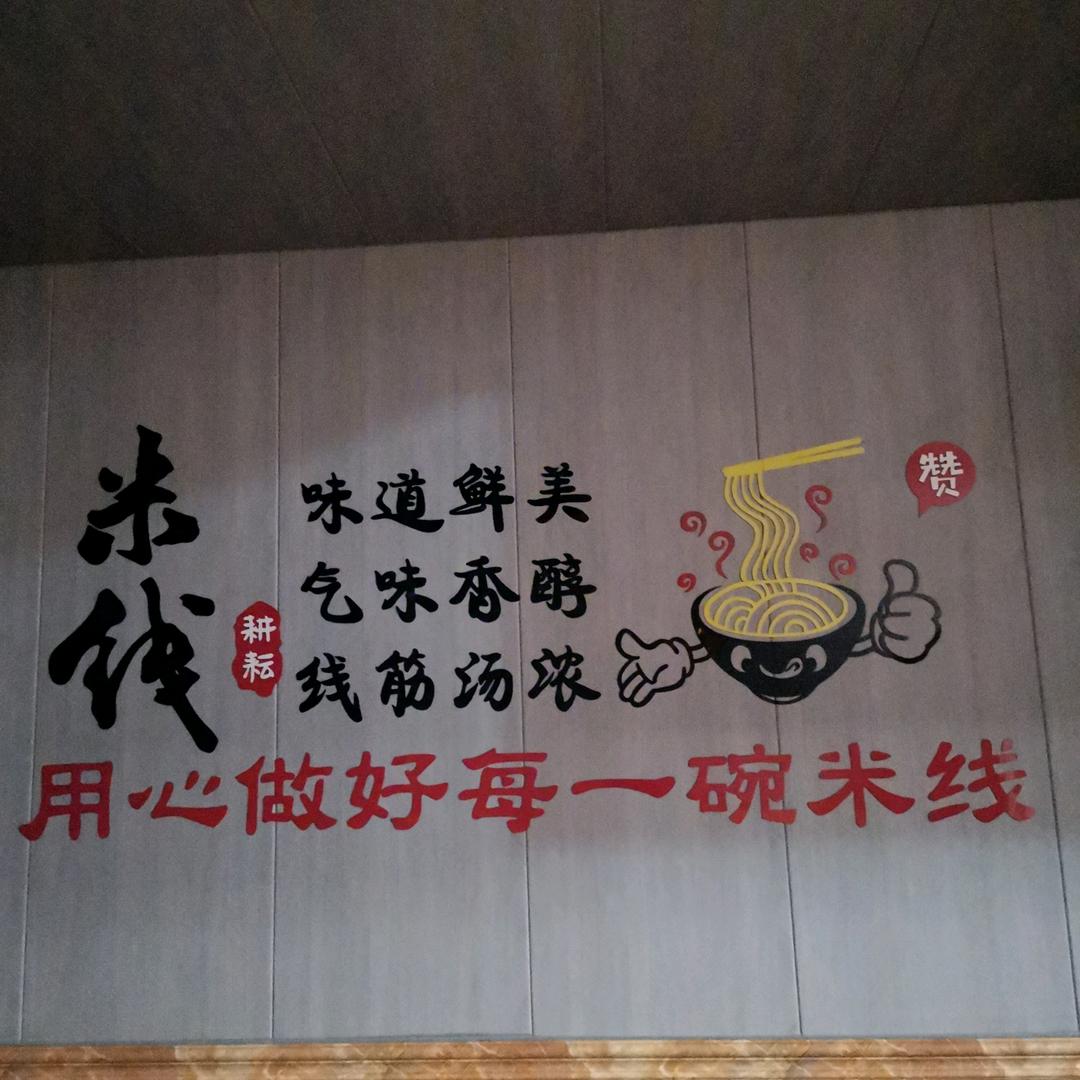 米线
耕耘
味道鲜美
气味香醇
线筋汤浓
赞
用心做好每一碗米线